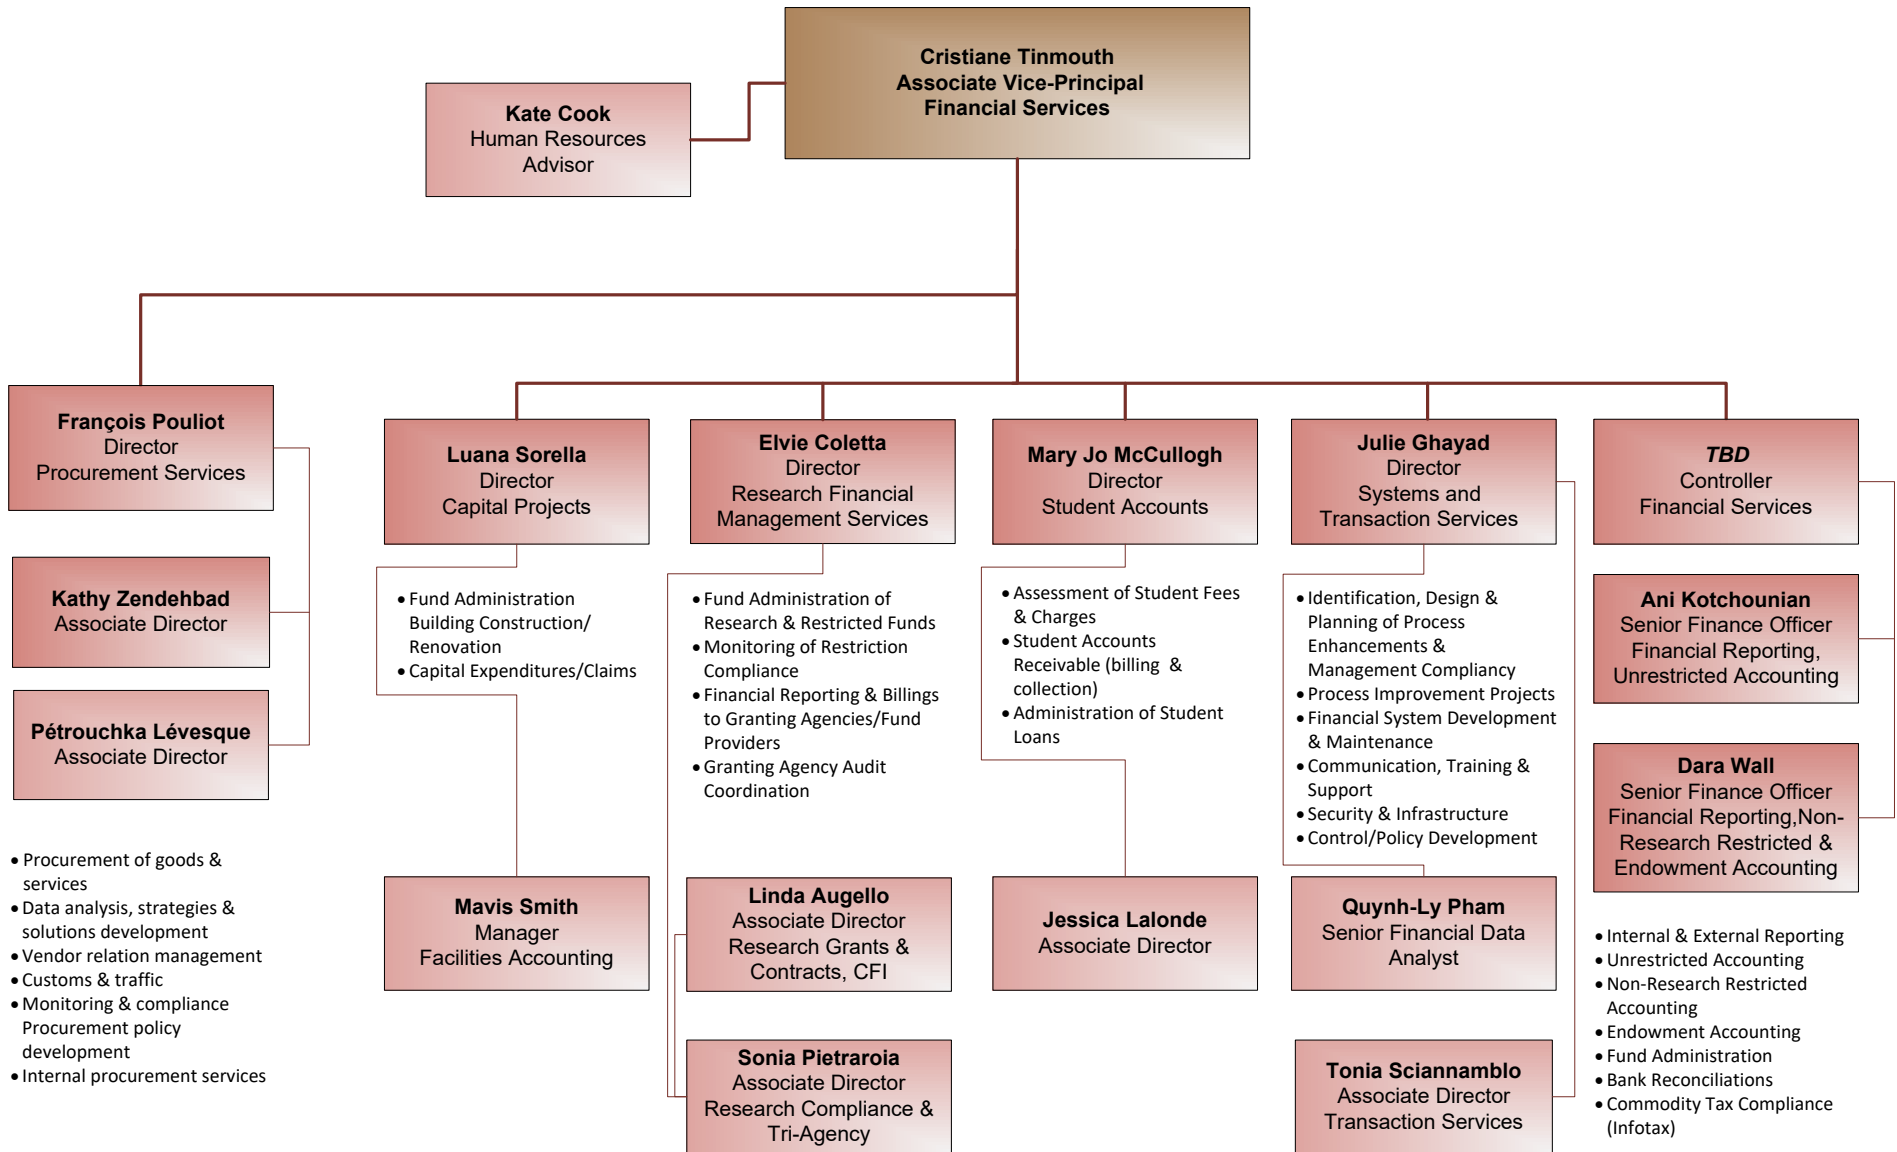 Cristiane Tinmouth
Associate Vice-Principal
Financial Services
Kate Cook
Human Resources
Advisor
François Pouliot
Director
Procurement Services
Kathy Zendehbad
Associate Director
Pétrouchka Lévesque
Associate Director
• Procurement of goods &
services
• Data analysis, strategies &
solutions development
• Vendor relation management
• Customs & traffic
• Monitoring & compliance
Procurement policy
development
• Internal procurement services
Luana Sorella
Director
Capital Projects
• Fund Administration
Building Construction/
Renovation
• Capital Expenditures/Claims
Mavis Smith
Manager
Facilities Accounting
Elvie Coletta
Director
Research Financial
Management Services
• Fund Administration of
Research & Restricted Funds
• Monitoring of Restriction
Compliance
• Financial Reporting & Billings
to Granting Agencies/Fund
Providers
• Granting Agency Audit
Coordination
Linda Augello
Associate Director
Research Grants &
Contracts, CFI
Sonia Pietraroia
Associate Director
Research Compliance &
Tri-Agency
Mary Jo McCullogh
Director
Student Accounts
• Assessment of Student Fees
& Charges
• Student Accounts
Receivable (billing &
collection)
• Administration of Student
Loans
Jessica Lalonde
Associate Director
Julie Ghayad
Director
Systems and
Transaction Services
• Identification, Design &
Planning of Process
Enhancements &
Management Compliancy
• Process Improvement Projects
• Financial System Development
& Maintenance
• Communication, Training &
Support
• Security & Infrastructure
• Control/Policy Development
Quynh-Ly Pham
Senior Financial Data
Analyst
Tonia Sciannamblo
Associate Director
Transaction Services
TBD
Controller
Financial Services
Ani Kotchounian
Senior Finance Officer
Financial Reporting,
Unrestricted Accounting
Dara Wall
Senior Finance Officer
Financial Reporting,Non-
Research Restricted &
Endowment Accounting
• Internal & External Reporting
• Unrestricted Accounting
• Non-Research Restricted
Accounting
• Endowment Accounting
• Fund Administration
• Bank Reconciliations
• Commodity Tax Compliance
(Infotax)